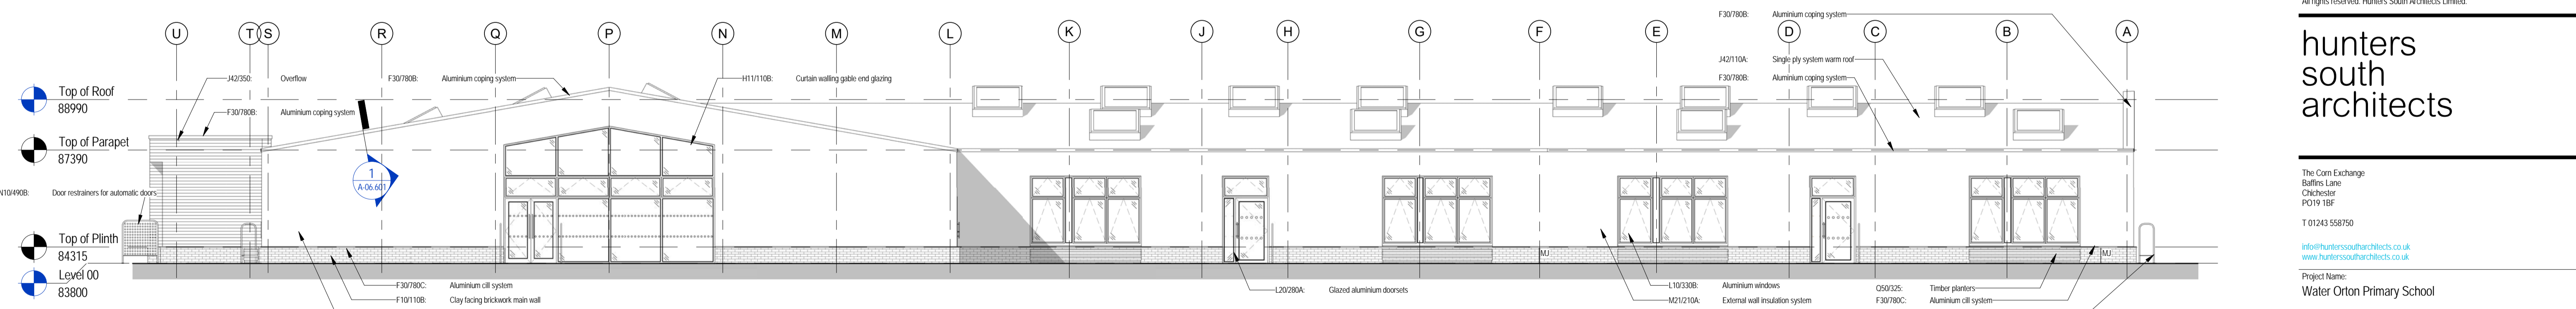 All rights reserved. Hunters South Architects Limited.
F30/780B: Aluminium coping system
U T S R Q P N M L K J H G F E D C B A
J42/350: Overflow
F30/780B: Aluminium coping system
H11/110B: Curtain walling gable end glazing
J42/110A: Single ply system warm roof
F30/780B: Aluminium coping system
Top of Roof
88990
F30/780B: Aluminium coping system
Top of Parapet
87390
1
A-06.601
N10/490B: Door restrainers for automatic doors
Top of Plinth
84315
Level 00
83800
MJ
MJ
F30/780C: Aluminium cill system
F10/110B: Clay facing brickwork main wall
L20/280A: Glazed aluminium doorsets
L10/330B: Aluminium windows
M21/210A: External wall insulation system
Q50/325: Timber planters
F30/780C: Aluminium cill system
hunters
south
architects
The Corn Exchange
Baffins Lane
Chichester
PO19 1BF
T 01243 558750
info@hunterssoutharchitects.co.uk
www.hunterssoutharchitects.co.uk
Project Name:
Water Orton Primary School